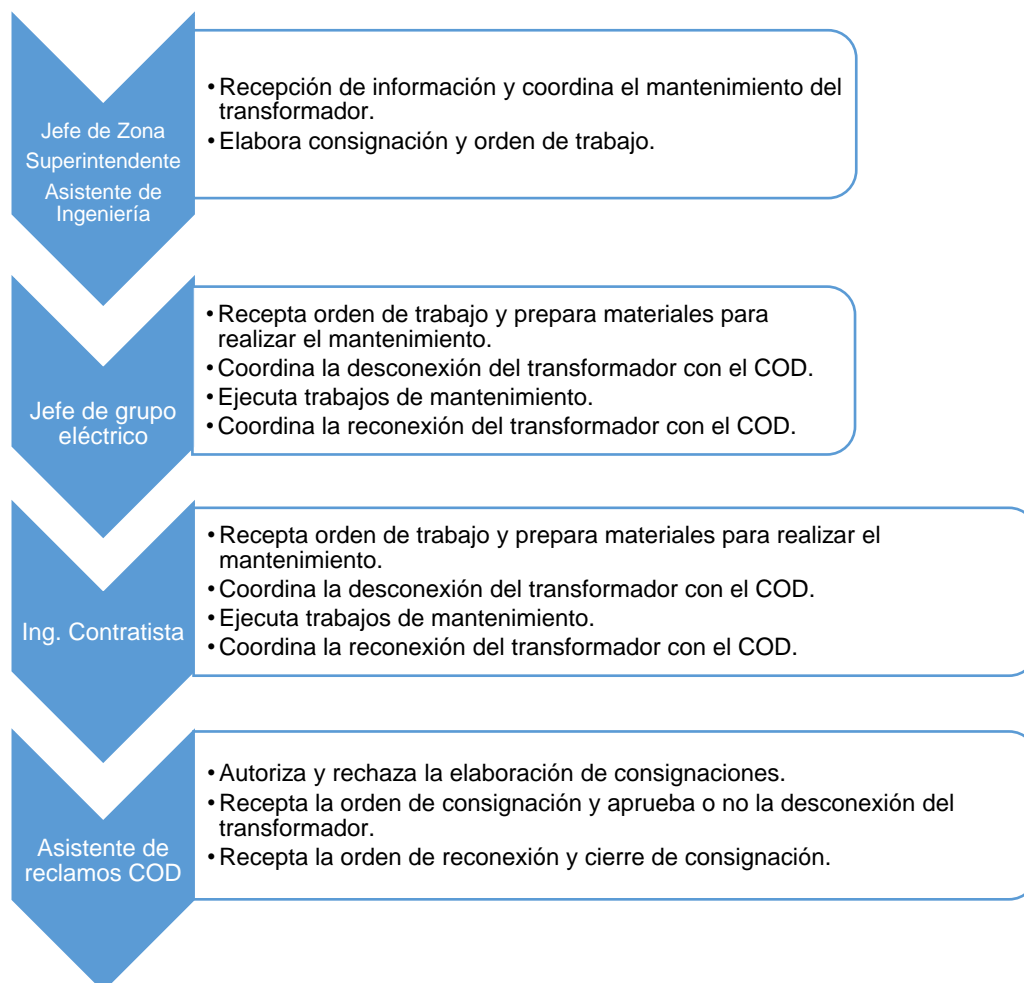 Jefe de Zona
Superintendente
Asistente de
Ingeniería
• Recepción de información y coordina el mantenimiento del
transformador.
• Elabora consignación y orden de trabajo.
Jefe de grupo
eléctrico
• Recepta orden de trabajo y prepara materiales para
realizar el mantenimiento.
• Coordina la desconexión del transformador con el COD.
• Ejecuta trabajos de mantenimiento.
• Coordina la reconexión del transformador con el COD.
Ing. Contratista
• Recepta orden de trabajo y prepara materiales para realizar el
mantenimiento.
• Coordina la desconexión del transformador con el COD.
• Ejecuta trabajos de mantenimiento.
• Coordina la reconexión del transformador con el COD.
Asistente de
reclamos COD
• Autoriza y rechaza la elaboración de consignaciones.
• Recepta la orden de consignación y aprueba o no la desconexión del
transformador.
• Recepta la orden de reconexión y cierre de consignación.